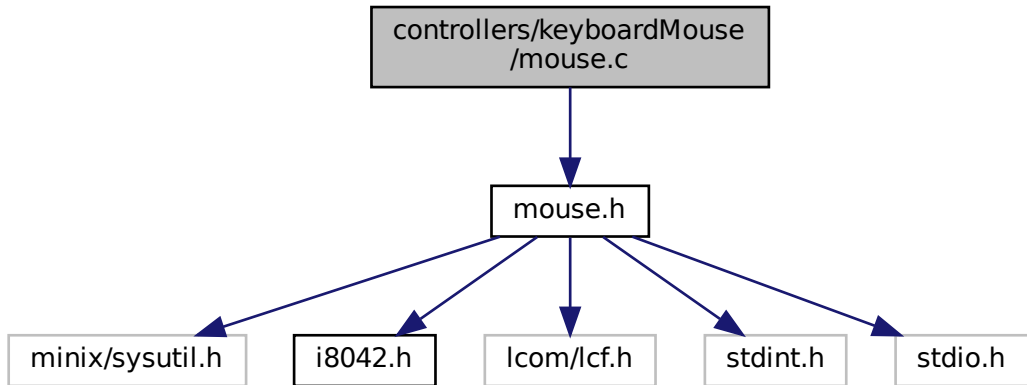 controllers/keyboardMouse
/mouse.c
mouse.h
minix/sysutil.h
i8042.h
lcom/lcf.h
stdint.h
stdio.h